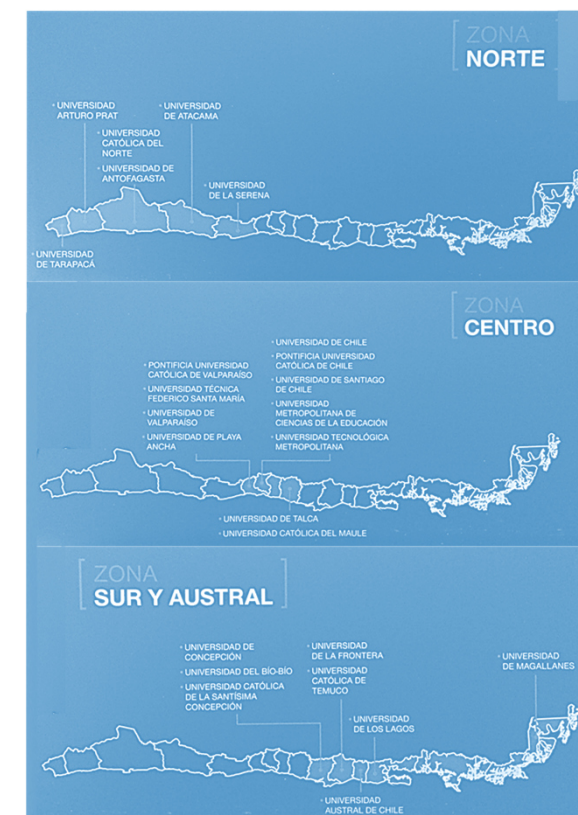 ZONA
NORTE
• UNIVERSIDAD
ARTURO PRAT
• UNIVERSIDAD
DE ATACAMA
• UNIVERSIDAD
CATÓLICA DEL
NORTE
• UNIVERSIDAD DE
ANTOFAGASTA
• UNIVERSIDAD
DE LA SERENA
• UNIVERSIDAD
DE TARAPACÁ
ZONA
CENTRO
• PONTIFICIA UNIVERSIDAD
CATÓLICA DE VALPARAÍSO
• UNIVERSIDAD TÉCNICA
FEDERICO SANTA MARÍA
• UNIVERSIDAD DE
VALPARAÍSO
• UNIVERSIDAD DE PLAYA
ANCHA
• UNIVERSIDAD DE CHILE
• PONTIFICIA UNIVERSIDAD
CATÓLICA DE CHILE
• UNIVERSIDAD DE SANTIAGO
DE CHILE
• UNIVERSIDAD
METROPOLITANA DE
CIENCIAS DE LA EDUCACIÓN
• UNIVERSIDAD TECNOLÓGICA
METROPOLITANA
• UNIVERSIDAD DE TALCA
• UNIVERSIDAD CATÓLICA DEL MAULE
ZONA
SUR Y AUSTRAL
• UNIVERSIDAD DE
CONCEPCIÓN
• UNIVERSIDAD DEL BÍO-BÍO
• UNIVERSIDAD CATÓLICA
DE LA SANTÍSIMA
CONCEPCIÓN
• UNIVERSIDAD
DE LA FRONTERA
• UNIVERSIDAD
CATÓLICA DE
TEMUCO
• UNIVERSIDAD
DE LOS LAGOS
• UNIVERSIDAD
DE MAGALLANES
• UNIVERSIDAD
AUSTRAL DE CHILE